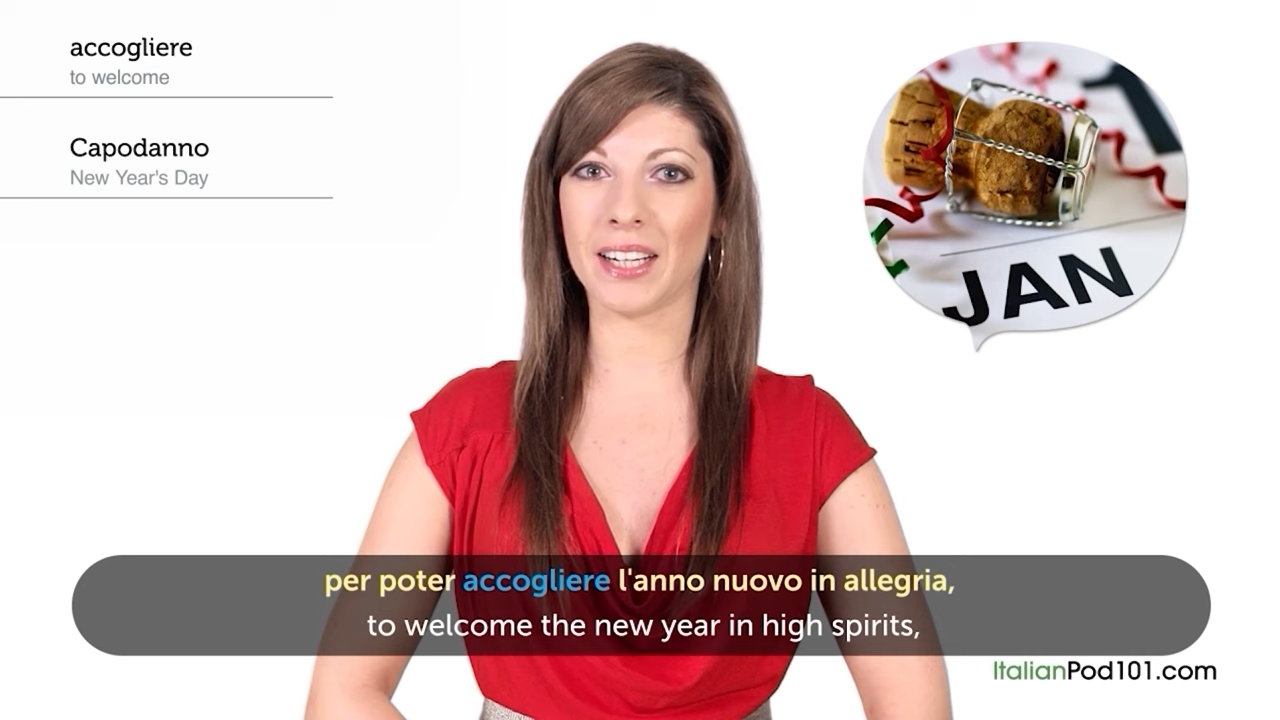 accogliere
to welcome
Capodanno
New Year's Day
JAN
per poter accogliere l'anno nuovo in allegria,
to welcome the new year in high spirits,
ItalianPod101.com